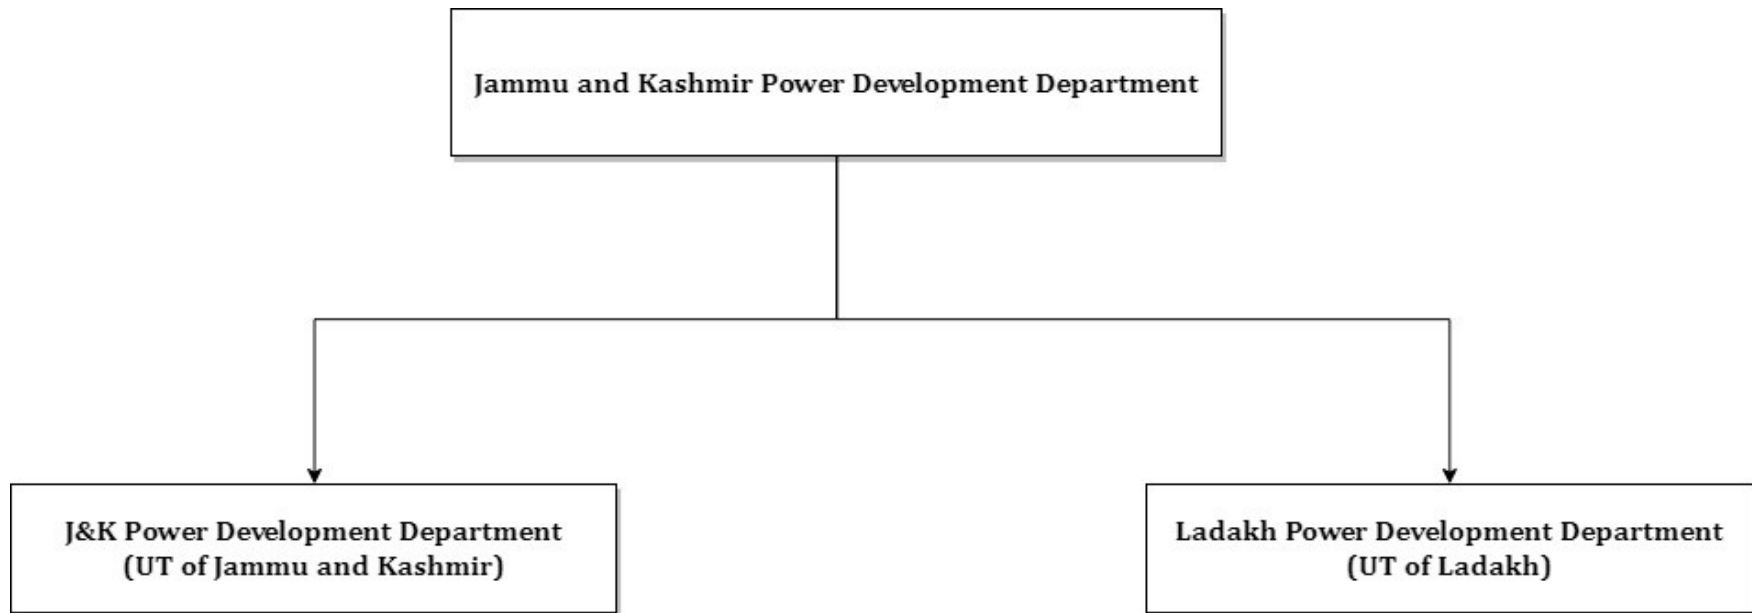 Jammu and Kashmir Power Development Department
J&K Power Development Department
(UT of Jammu and Kashmir)
Ladakh Power Development Department
(UT of Ladakh)